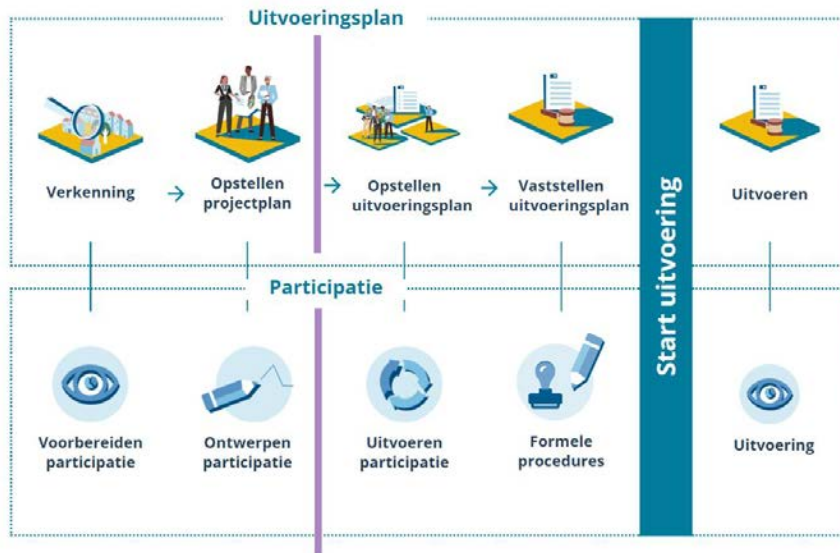 Uitvoeringsplan
Verkenning
Opstellen
projectplan
Opstellen
uitvoeringsplan
Vaststellen
uitvoeringsplan
Start uitvoering
Uitvoeren
Participatie
Voorbereiden
participatie
Ontwerpen
participatie
Uitvoeren
participatie
Formele
procedures
Uitvoering